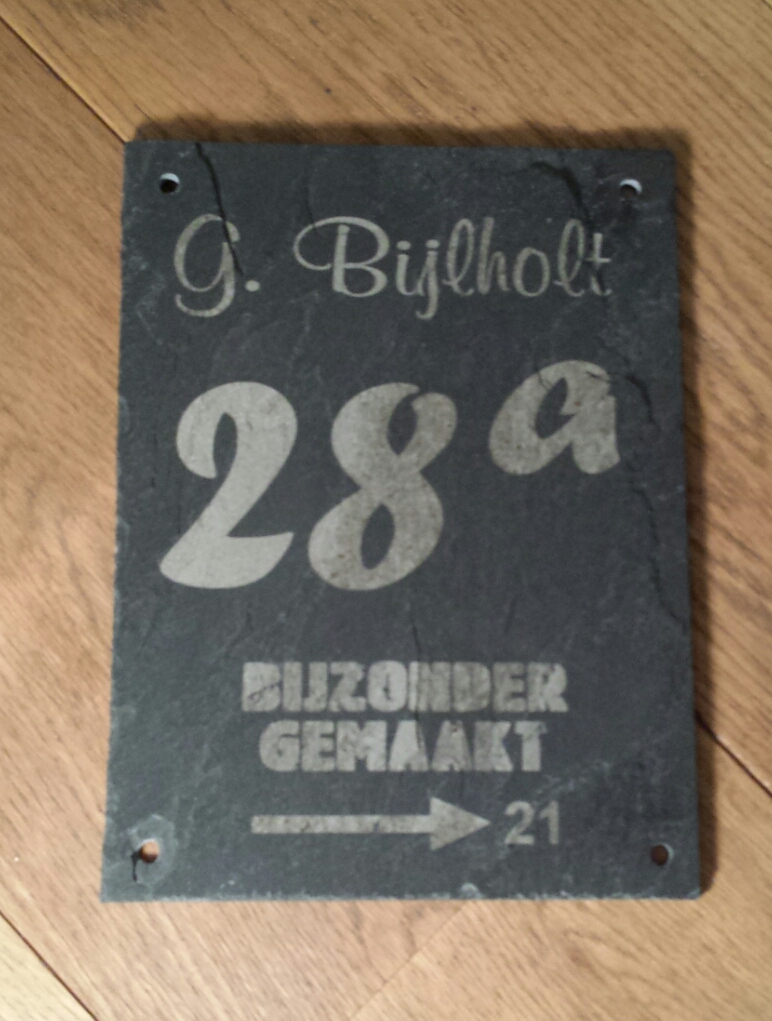 G. Bijlholt
28a
BIJZONDER
GEMAAKT
21